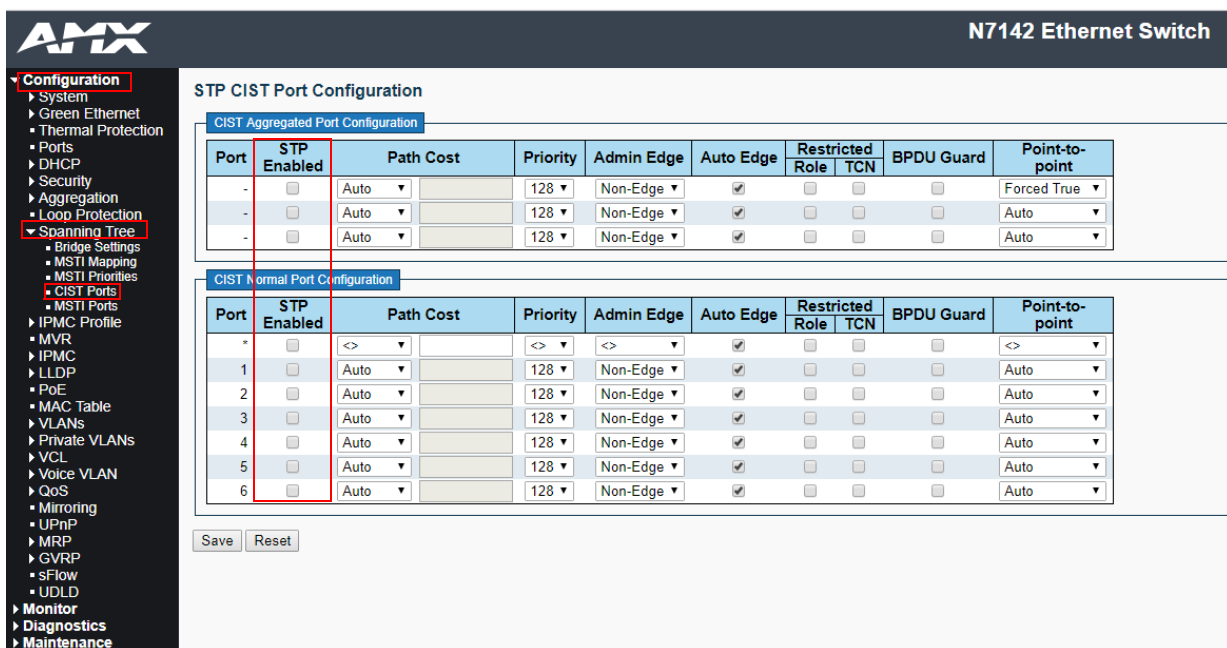 AMX
N7142 Ethernet Switch
Configuration
System
Green Ethernet
Thermal Protection
Ports
DHCP
Security
Aggregation
Loop Protection
Spanning Tree
Bridge Settings
MSTI Mapping
MSTI Priorities
CIST Ports
MSTI Ports
IPMC Profile
MVR
IPMC
LLDP
PoE
MAC Table
VLANs
Private VLANs
VCL
Voice VLAN
QoS
Mirroring
UPnP
MRP
GVRP
sFlow
UDLD
Monitor
Diagnostics
Maintenance
STP CIST Port Configuration
CIST Aggregated Port Configuration
Port STP Enabled Path Cost Priority Admin Edge Auto Edge Restricted Role TCN BPDU Guard Point-to-point
- Auto 128 Non-Edge Forced True
- Auto 128 Non-Edge Auto
- Auto 128 Non-Edge Auto
CIST Normal Port Configuration
Port STP Enabled Path Cost Priority Admin Edge Auto Edge Restricted Role TCN BPDU Guard Point-to-point
* <> <> <> <>
1 Auto 128 Non-Edge Auto
2 Auto 128 Non-Edge Auto
3 Auto 128 Non-Edge Auto
4 Auto 128 Non-Edge Auto
5 Auto 128 Non-Edge Auto
6 Auto 128 Non-Edge Auto
Save Reset